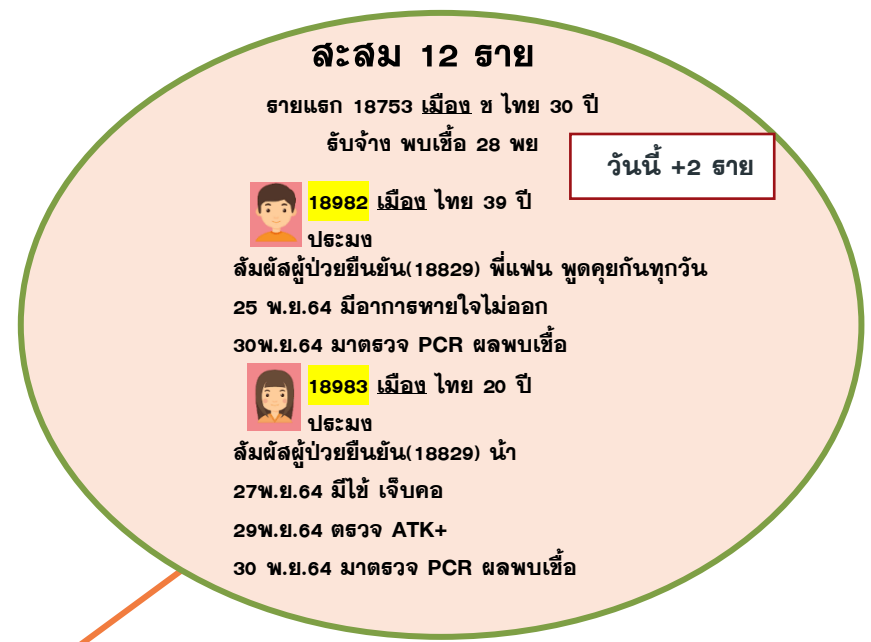 สะสม 12 ราย
รายแรก 18753 เมือง ช ไทย 30 ปี
รับจ้าง พบเชื้อ 28 พย
วันนี้ +2 ราย
18982 เมือง ไทย 39 ปี
ประมง
สัมผัสผู้ป่วยยืนยัน(18829) พี่แฟน พูดคุยกันทุกวัน
25 พ.ย.64 มีอาการหายใจไม่ออก
30พ.ย.64 มาตรวจ PCR ผลพบเชื้อ
18983 เมือง ไทย 20 ปี
ประมง
สัมผัสผู้ป่วยยืนยัน(18829) น้า
27พ.ย.64 มีไข้ เจ็บคอ
29พ.ย.64 ตรวจ ATK+
30 พ.ย.64 มาตรวจ PCR ผลพบเชื้อ